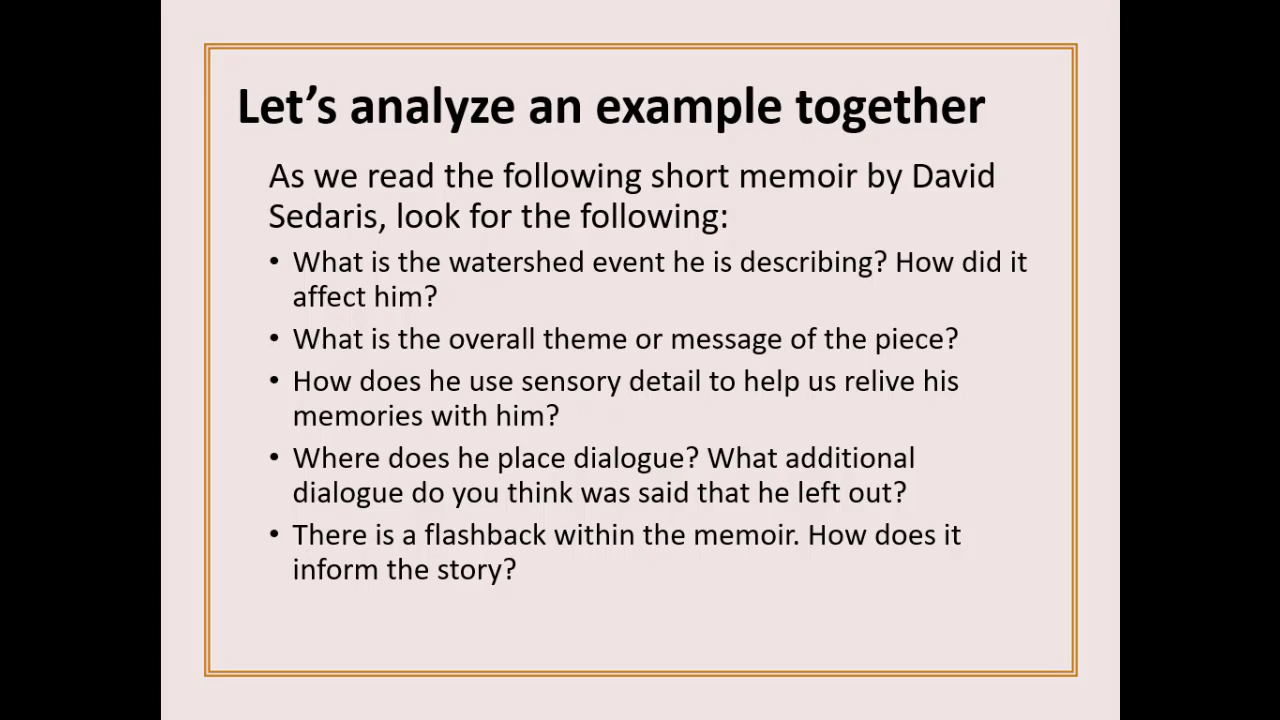 Let’s analyze an example together
As we read the following short memoir by David
Sedaris, look for the following:
• What is the watershed event he is describing? How did it
affect him?
• What is the overall theme or message of the piece?
• How does he use sensory detail to help us relive his
memories with him?
• Where does he place dialogue? What additional
dialogue do you think was said that he left out?
• There is a flashback within the memoir. How does it
inform the story?